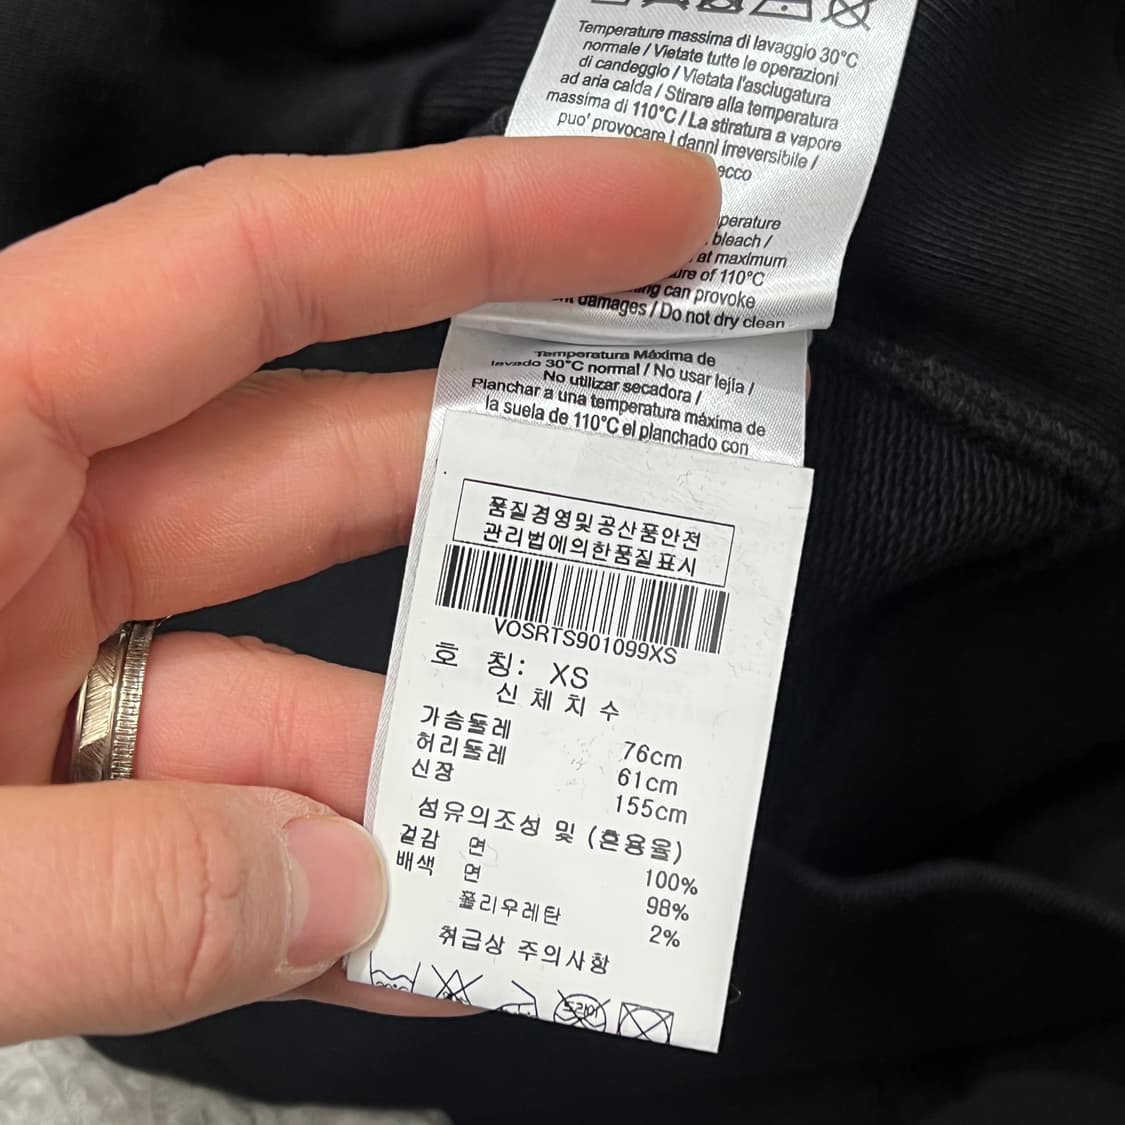 Temperatura massima di lavaggio 30°C
normale / Vietate tutte le operazioni
di candeggio / Vietata l'asciugatura
ad aria calda / Stirare alla temperatura
massima di 110°C / La stiratura a vapore
puo' provocare I danni irreversibile /
ecco
perature
bleach /
at maximum
ure of 110°C
ing can provoke
damages / Do not dry clean
Temperatura Máxima de
lavado 30°C normal / No usar lejla /
No utilizar secadora /
Planchar a una temperatura máxima de
la suela de 110°C el planchado con
품질경영및공산품안전
관리법에의한품질표시
VOSRTS901099XS
호 칭: XS
신 체 치 수
가슴둘레 76cm
허리둘레 61cm
신장 155cm
섬유의조성 및 (혼용율)
겉감 면 100%
배색 면 98%
폴리우레탄 2%
취급상 주의사항
드라이